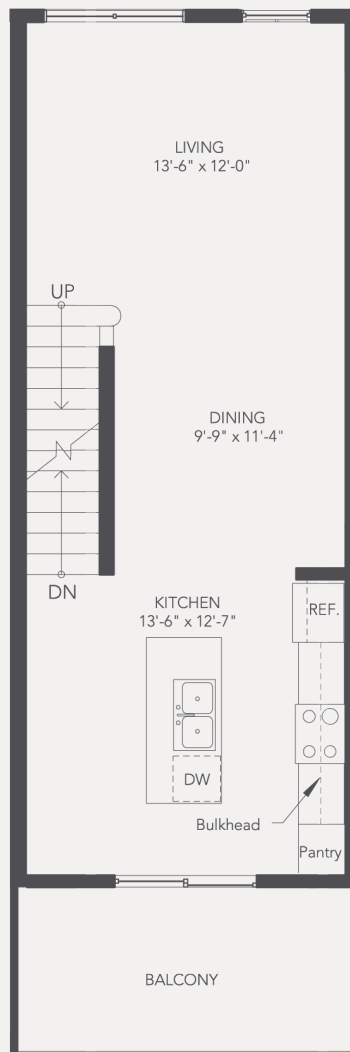 LIVING
13'-6" x 12'-0"
UP
DINING
9'-9" x 11'-4"
DN
KITCHEN
13'-6" x 12'-7"
REF.
DW
Bulkhead
Pantry
BALCONY